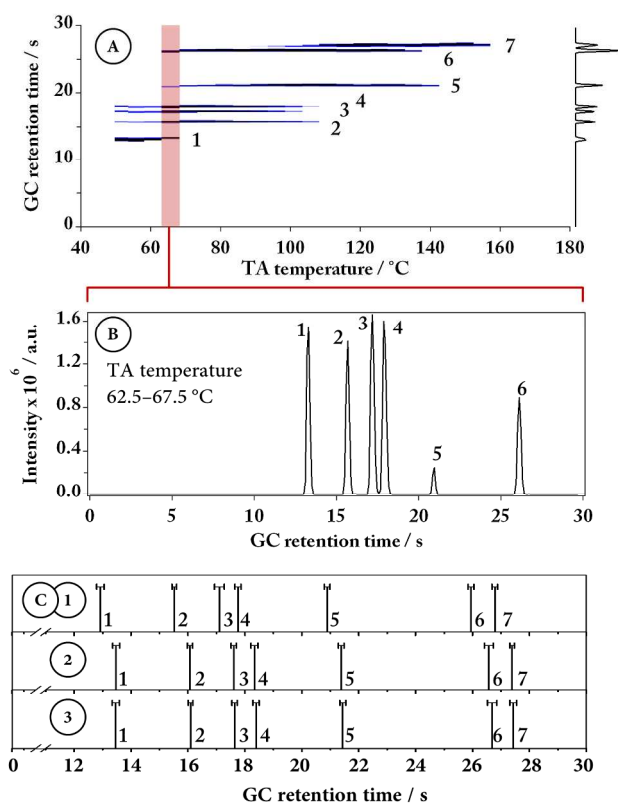 A
GC retention time / s
30
20
10
0
1
2
3
4
5
6
7
40 60 80 100 120 140 160 180
TA temperature / °C
B
TA temperature
62.5–67.5 °C
Intensity x 10⁶ / a.u.
1.6
1.2
0.8
0.4
0.0
1 2 3 4 5 6
0 5 10 15 20 25 30
GC retention time / s
C 1
1 2 3 4 5 6 7
2
1 2 3 4 5 6 7
3
1 2 3 4 5 6 7
0 12 14 16 18 20 22 24 26 28 30
GC retention time / s